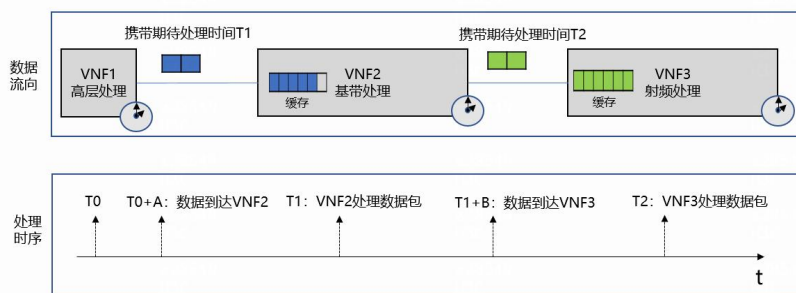 携带期待处理时间T1
携带期待处理时间T2
数据
流向
VNF1
高层处理
VNF2
基带处理
缓存
VNF3
射频处理
缓存
处理
时序
T0
T0+A：数据到达VNF2
T1：VNF2处理数据包
T1+B：数据到达VNF3
T2：VNF3处理数据包
t